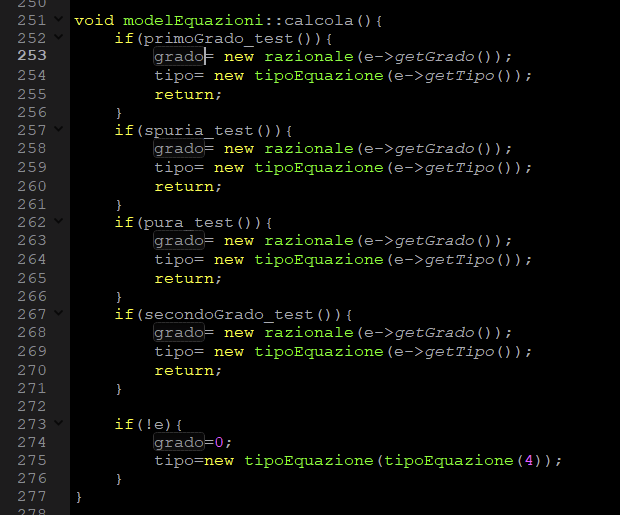 250
251 void modelEquazioni::calcola(){
252     if(primoGrado_test()){
253         grado= new razionale(e->getGrado());
254         tipo= new tipoEquazione(e->getTipo());
255         return;
256     }
257     if(spuria_test()){
258         grado= new razionale(e->getGrado());
259         tipo= new tipoEquazione(e->getTipo());
260         return;
261     }
262     if(pura_test()){
263         grado= new razionale(e->getGrado());
264         tipo= new tipoEquazione(e->getTipo());
265         return;
266     }
267     if(secondoGrado_test()){
268         grado= new razionale(e->getGrado());
269         tipo= new tipoEquazione(e->getTipo());
270         return;
271     }
272
273     if(!e){
274         grado=0;
275         tipo=new tipoEquazione(tipoEquazione(4));
276     }
277 }
278